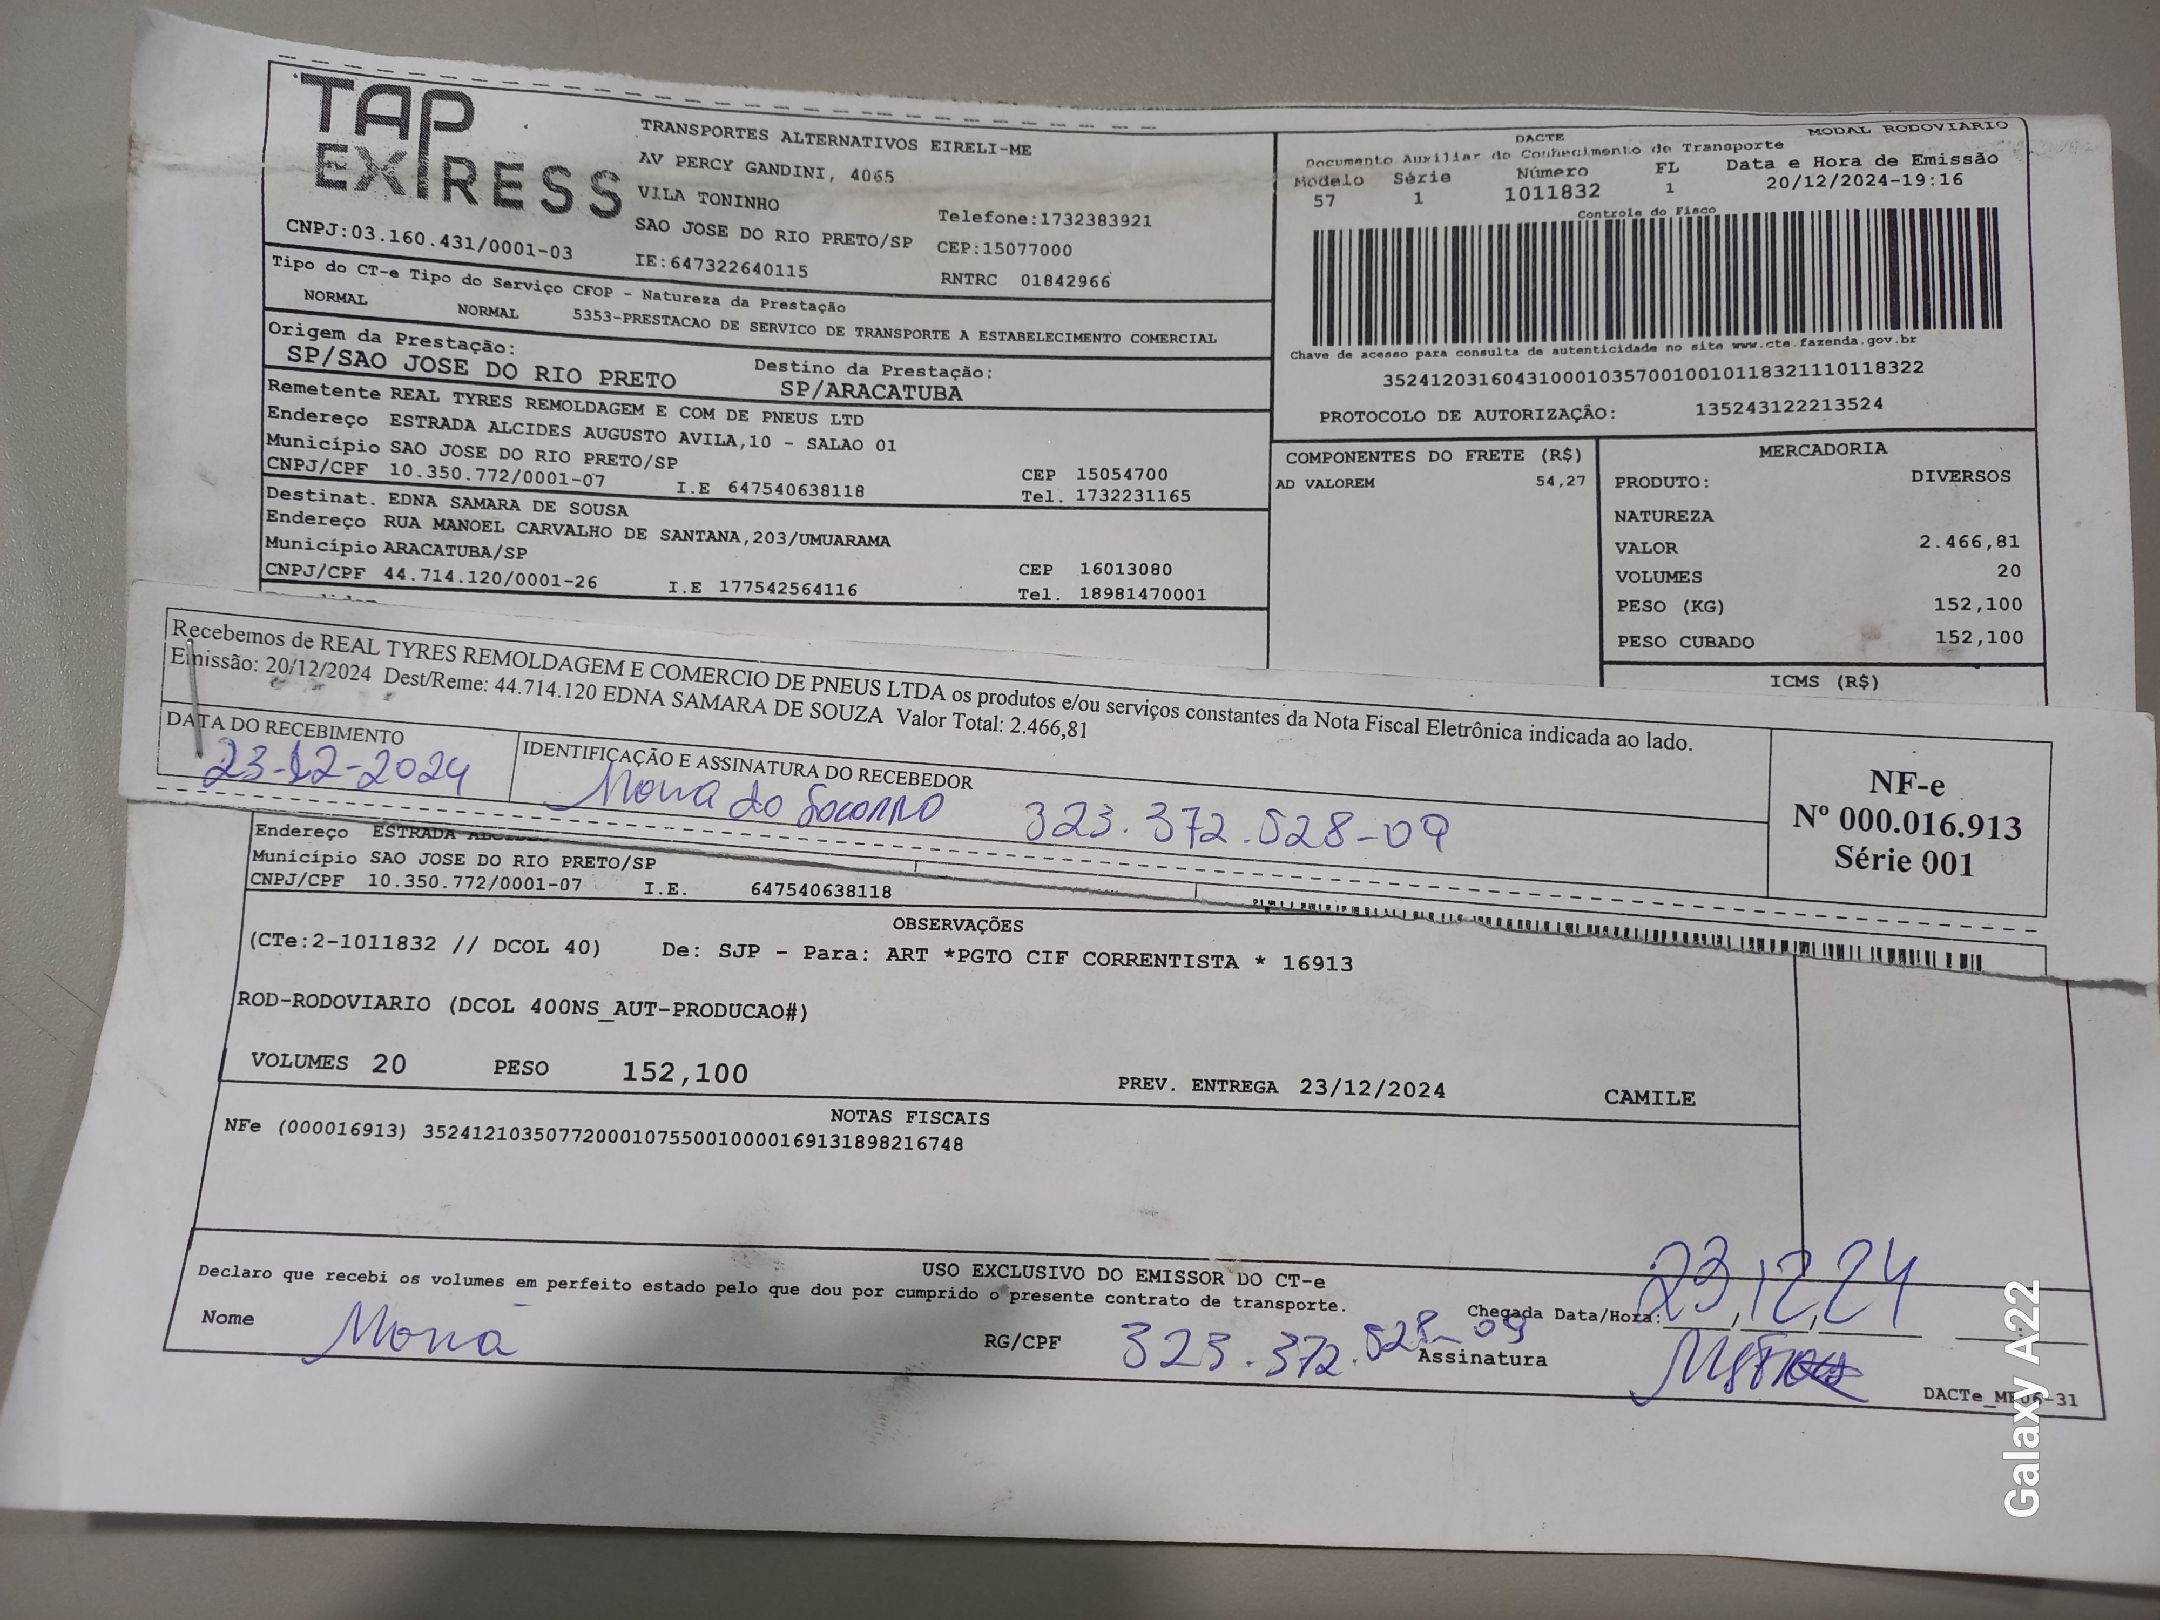 TAP
EXPRESS
TRANSPORTES ALTERNATIVOS EIRELI-ME
AV PERCY GANDINI, 4065
VILA TONINHO
SAO JOSE DO RIO PRETO/SP
Telefone:1732383921
CEP:15077000
CNPJ:03.160.431/0001-03
IE:647322640115
RNTRC 01842966
DACTE
MODAL RODOVIARIO
Documento Auxiliar do Conhecimento de Transporte
Modelo Série Número FL Data e Hora de Emissão
57 1 1011832 1 20/12/2024-19:16
Controle do Fisco
Chave de acesso para consulta de autenticidade no site www.cte.fazenda.gov.br
35241203160431000103570010010118321110118322
PROTOCOLO DE AUTORIZAÇÃO: 135243122213524
Tipo do CT-e Tipo do Serviço CFOP - Natureza da Prestação
NORMAL NORMAL 5353-PRESTACAO DE SERVICO DE TRANSPORTE A ESTABELECIMENTO COMERCIAL
Origem da Prestação: Destino da Prestação:
SP/SAO JOSE DO RIO PRETO SP/ARACATUBA
Remetente REAL TYRES REMOLDAGEM E COM DE PNEUS LTD
Endereço ESTRADA ALCIDES AUGUSTO AVILA,10 - SALAO 01
Município SAO JOSE DO RIO PRETO/SP CEP 15054700
CNPJ/CPF 10.350.772/0001-07 I.E 647540638118 Tel. 1732231165
Destinat. EDNA SAMARA DE SOUSA
Endereço RUA MANOEL CARVALHO DE SANTANA,203/UMUARAMA
Município ARACATUBA/SP CEP 16013080
CNPJ/CPF 44.714.120/0001-26 I.E 177542564116 Tel. 18981470001
COMPONENTES DO FRETE (R$)
AD VALOREM 54,27
MERCADORIA
PRODUTO: DIVERSOS
NATUREZA
VALOR 2.466,81
VOLUMES 20
PESO (KG) 152,100
PESO CUBADO 152,100
ICMS (R$)
Recebemos de REAL TYRES REMOLDAGEM E COMERCIO DE PNEUS LTDA os produtos e/ou serviços constantes da Nota Fiscal Eletrônica indicada ao lado.
Emissão: 20/12/2024 Dest/Reme: 44.714.120 EDNA SAMARA DE SOUZA Valor Total: 2.466,81
DATA DO RECEBIMENTO
23-12-2024
IDENTIFICAÇÃO E ASSINATURA DO RECEBEDOR
Maria do Socorro 323.372.528-09
NF-e
Nº 000.016.913
Série 001
Endereço ESTRADA
Município SAO JOSE DO RIO PRETO/SP
CNPJ/CPF 10.350.772/0001-07 I.E. 647540638118
OBSERVAÇÕES
(CTe:2-1011832 // DCOL 40) De: SJP - Para: ART *PGTO CIF CORRENTISTA * 16913
ROD-RODOVIARIO (DCOL 400NS_AUT-PRODUCAO#)
VOLUMES 20 PESO 152,100 PREV. ENTREGA 23/12/2024 CAMILE
NOTAS FISCAIS
NFe (000016913) 35241210350772000107550010000169131898216748
USO EXCLUSIVO DO EMISSOR DO CT-e
Declaro que recebi os volumes em perfeito estado pelo que dou por cumprido o presente contrato de transporte.
Chegada Data/Hora: 23,12,24
Nome Maria RG/CPF 323.372.528-09 Assinatura
DACTe_MR06-31
Galaxy A22